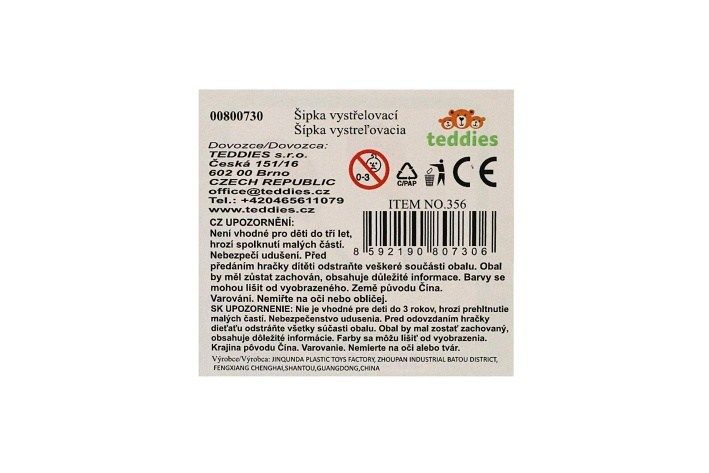 00800730
Šipka vystřelovací
Šípka vystreľovacia
teddies
Dovozce/Dovozca:
TEDDIES s.r.o.
Česká 151/16
602 00 Brno
CZECH REPUBLIC
office@teddies.cz
Tel.: +420465611079
www.teddies.cz
0-3
C/PAP
CE
ITEM NO.356
8 592190 807306
CZ UPOZORNĚNÍ:
Není vhodné pro děti do tří let,
hrozí spolknutí malých částí.
Nebezpečí udušení. Před
předáním hračky dítěti odstraňte veškeré součásti obalu. Obal
by měl zůstat zachován, obsahuje důležité informace. Barvy se
mohou lišit od vyobrazeného. Země původu Čína.
Varování. Nemiřte na oči nebo obličej.
SK UPOZORNENIE: Nie je vhodné pre deti do 3 rokov, hrozi prehltnutie
malých častí. Nebezpečenstvo udusenia. Pred odovzdaním hračky
dieťaťu odstráňte všetky súčasti obalu. Obal by mal zostať zachovaný,
obsahuje dôležité informácie. Farby sa môžu líšiť od vyobrazenia.
Krajina pôvodu Čína. Varovanie. Nemierte na oči alebo tvár.
Výrobce/Výrobca: JINQUNDA PLASTIC TOYS FACTORY, ZHOUPAN INDUSTRIAL BATOU DISTRICT,
FENGXIANG CHENGHAI,SHANTOU,GUANGDONG,CHINA